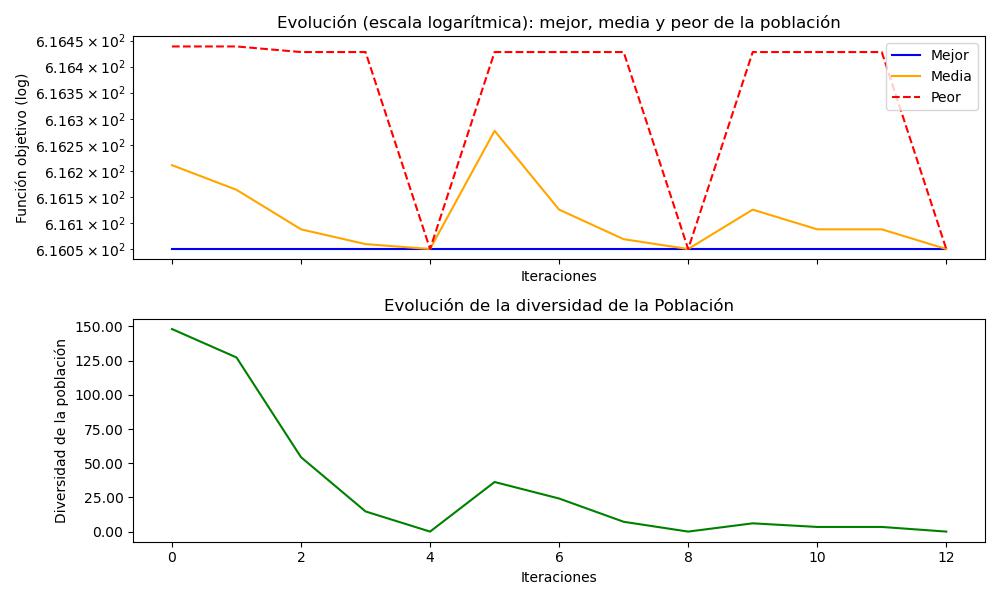 Evolución (escala logarítmica): mejor, media y peor de la población
Función objetivo (log)
6.1645 × 10²
6.164 × 10²
6.1635 × 10²
6.163 × 10²
6.1625 × 10²
6.162 × 10²
6.1615 × 10²
6.161 × 10²
6.1605 × 10²
Mejor
Media
Peor
Iteraciones
Evolución de la diversidad de la Población
Diversidad de la población
150.00
125.00
100.00
75.00
50.00
25.00
0.00
0 2 4 6 8 10 12
Iteraciones